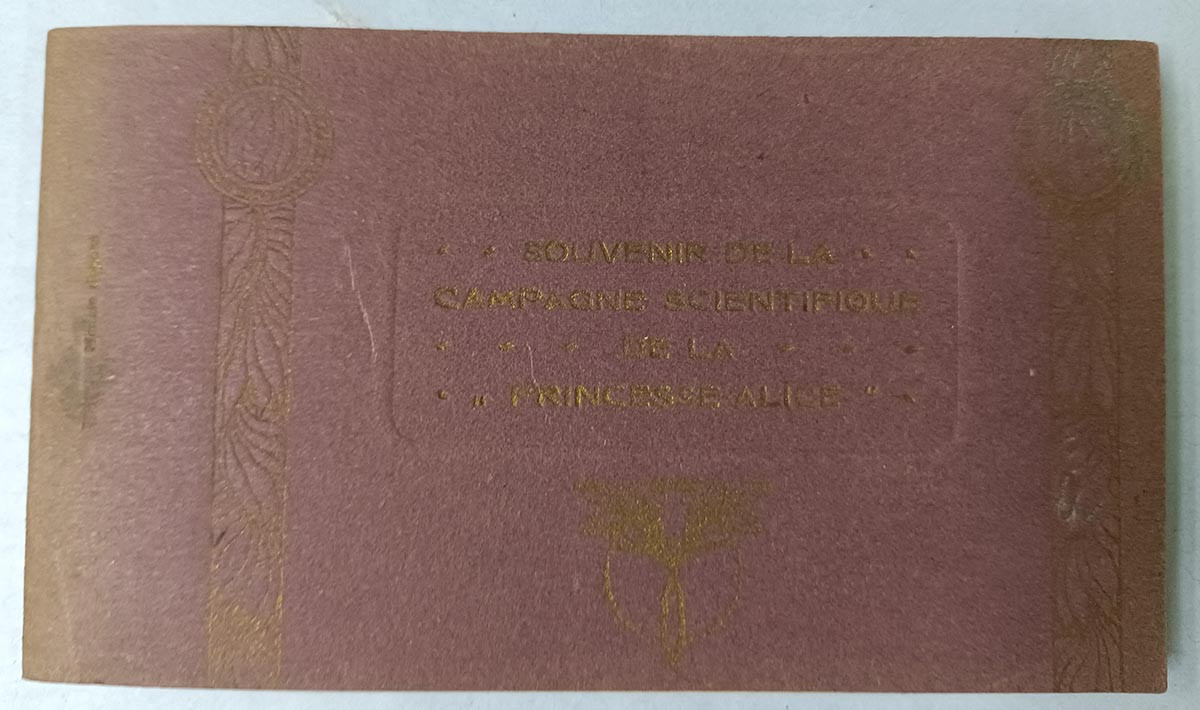 SOUVENIR DE LA
CAMPAGNE SCIENTIFIQUE
DE LA
„ PRINCESSE-ALICE "